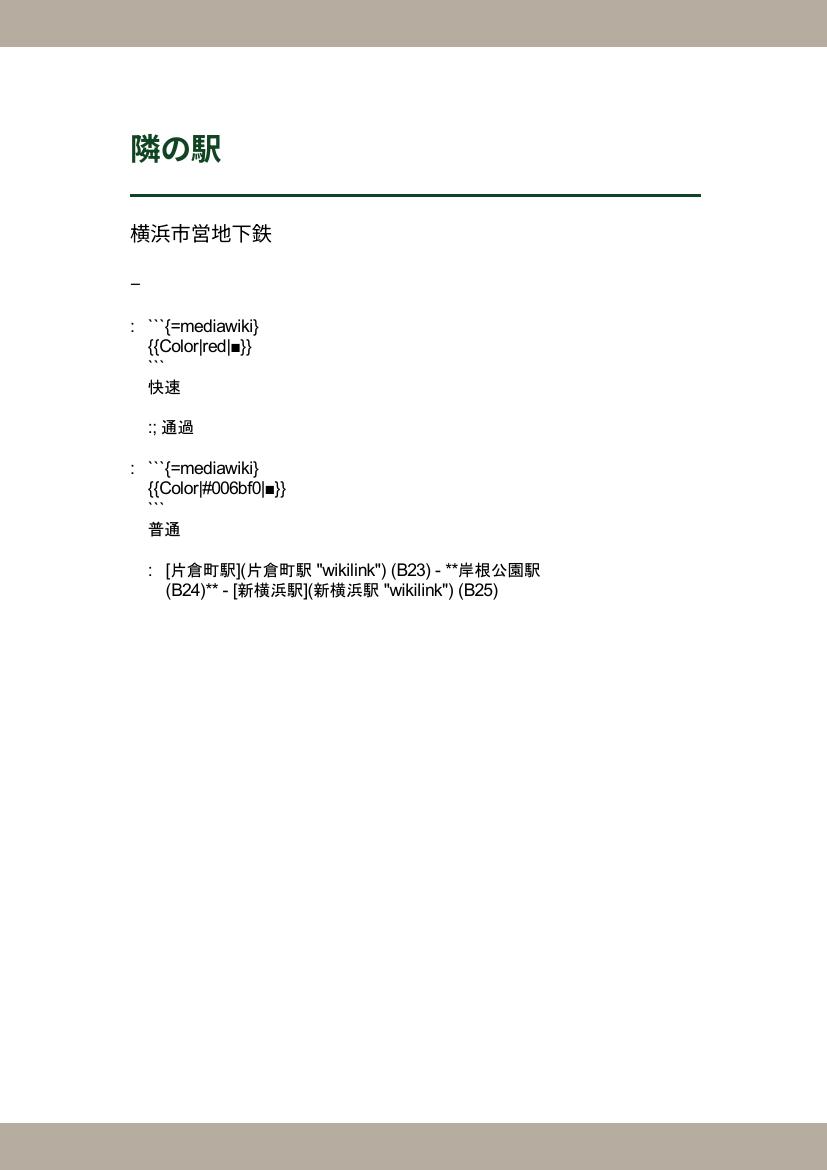 隣の駅
横浜市営地下鉄
–
: ```{=mediawiki}
{{Color|red|■}}
```
快速
:; 通過
: ```{=mediawiki}
{{Color|#006bf0|■}}
```
普通
: [片倉町駅](片倉町駅 "wikilink") (B23) - **岸根公園駅
(B24)** - [新横浜駅](新横浜駅 "wikilink") (B25)